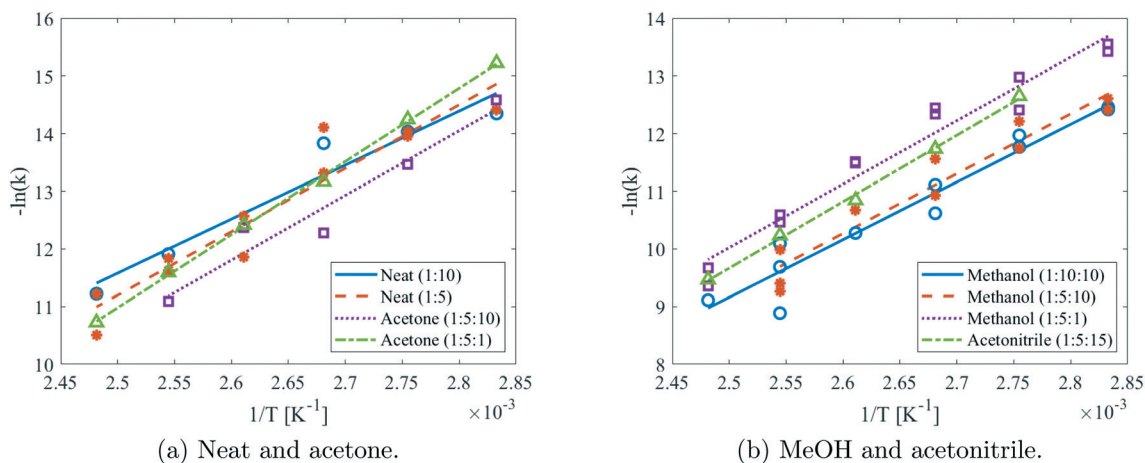 16
15
14
13
12
11
10
-ln(k)
Neat (1:10)
Neat (1:5)
Acetone (1:5:10)
Acetone (1:5:1)
2.45 2.5 2.55 2.6 2.65 2.7 2.75 2.8 2.85
1/T [K⁻¹]
×10⁻³
(a) Neat and acetone.
14
13
12
11
10
9
8
-ln(k)
Methanol (1:10:10)
Methanol (1:5:10)
Methanol (1:5:1)
Acetonitrile (1:5:15)
2.45 2.5 2.55 2.6 2.65 2.7 2.75 2.8 2.85
1/T [K⁻¹]
×10⁻³
(b) MeOH and acetonitrile.